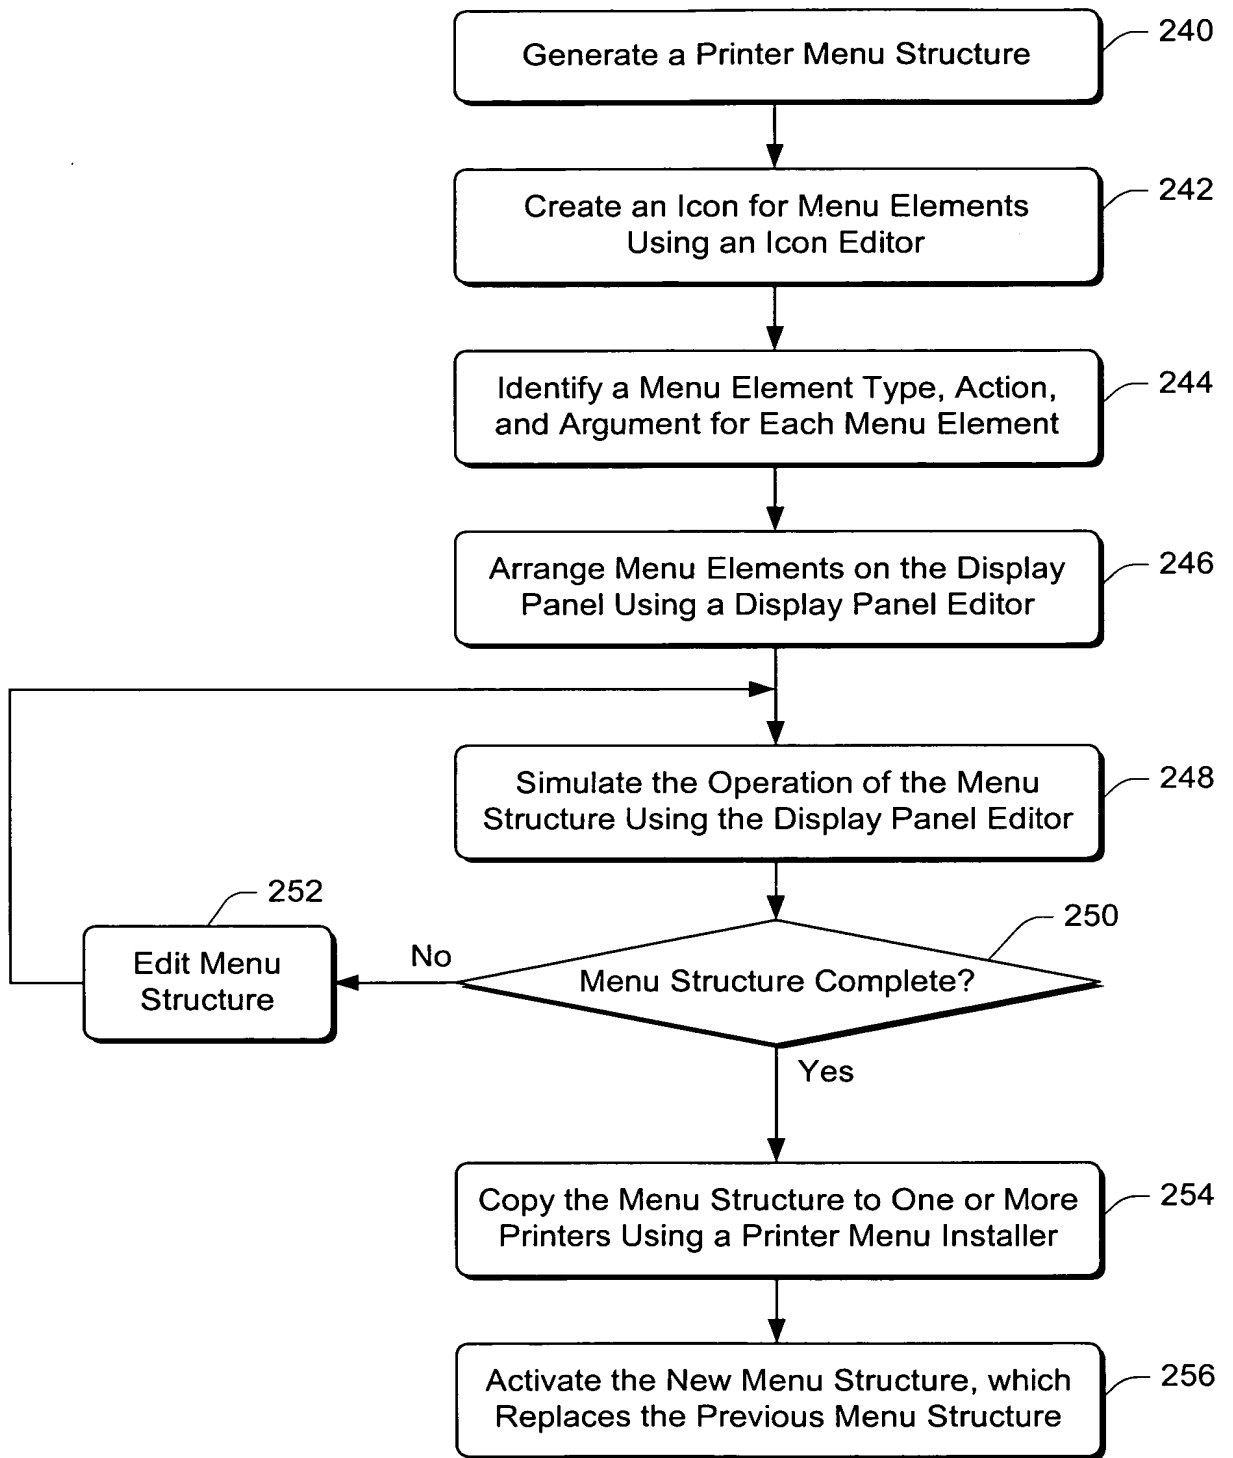 Generate a Printer Menu Structure
240
Create an Icon for Menu Elements
Using an Icon Editor
242
Identify a Menu Element Type, Action,
and Argument for Each Menu Element
244
Arrange Menu Elements on the Display
Panel Using a Display Panel Editor
246
Simulate the Operation of the Menu
Structure Using the Display Panel Editor
248
252
Edit Menu
Structure
No
Menu Structure Complete?
250
Yes
Copy the Menu Structure to One or More
Printers Using a Printer Menu Installer
254
Activate the New Menu Structure, which
Replaces the Previous Menu Structure
256